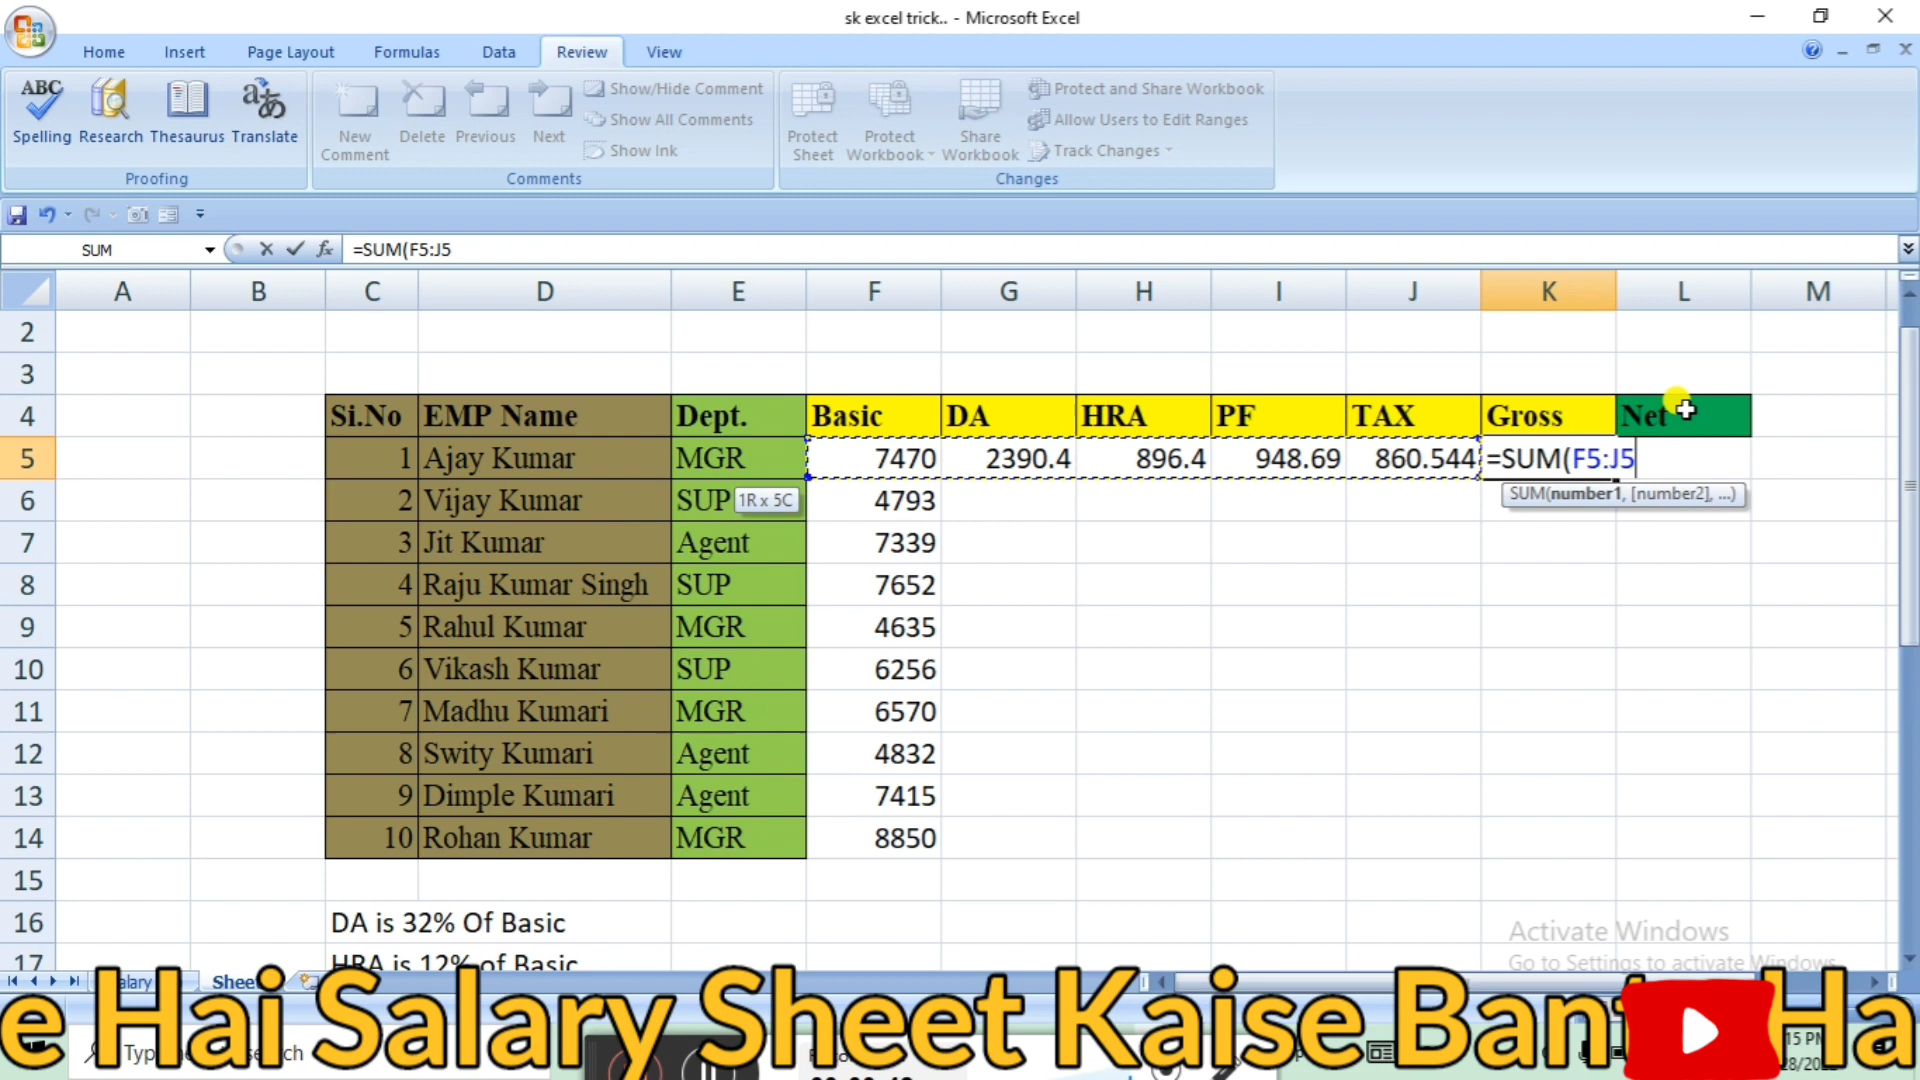 sk excel trick.. - Microsoft Excel
Home Insert Page Layout Formulas Data Review View
ABC
Spelling Research Thesaurus Translate
Proofing
New Comment Delete Previous Next
Show/Hide Comment
Show All Comments
Show Ink
Comments
Protect Sheet Protect Workbook Share Workbook
Protect and Share Workbook
Allow Users to Edit Ranges
Track Changes
Changes
SUM fx =SUM(F5:J5
A B C D E F G H I J K L M
2
3
4 Si.No EMP Name Dept. Basic DA HRA PF TAX Gross Net
5 1 Ajay Kumar MGR 7470 2390.4 896.4 948.69 860.544 =SUM(F5:J5
SUM(number1, [number2], ...)
6 2 Vijay Kumar SUP 1R x 5C 4793
7 3 Jit Kumar Agent 7339
8 4 Raju Kumar Singh SUP 7652
9 5 Rahul Kumar MGR 4635
10 6 Vikash Kumar SUP 6256
11 7 Madhu Kumari MGR 6570
12 8 Swity Kumari Agent 4832
13 9 Dimple Kumari Agent 7415
14 10 Rohan Kumar MGR 8850
15
16 DA is 32% Of Basic
17 HRA is 12% of Basic
Activate Windows
Go to Settings to activate Windows.
e Hai Salary Sheet Kaise Bant Ha